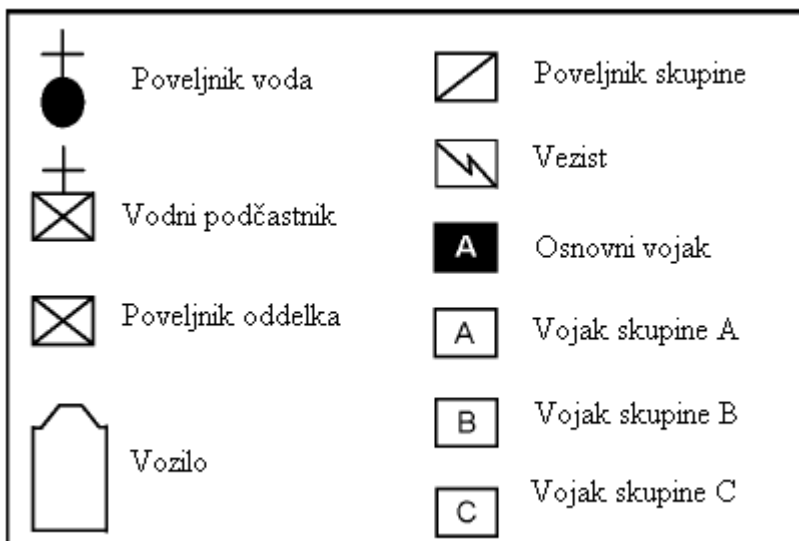 Poveljnik voda
Vodni podčastnik
Poveljnik oddelka
Vozilo
Poveljnik skupine
Vezist
A Osnovni vojak
A Vojak skupine A
B Vojak skupine B
C Vojak skupine C